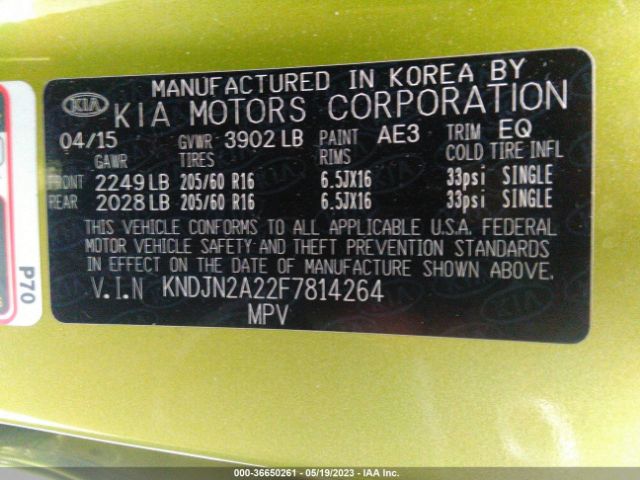 MANUFACTURED IN KOREA BY
KIA KIA MOTORS CORPORATION
04/15 GVWR 3902 LB PAINT AE3 TRIM EQ
GAWR TIRES RIMS COLD TIRE INFL
FRONT 2249 LB 205/60 R16 6.5JX16 33psi SINGLE
REAR 2028 LB 205/60 R16 6.5JX16 33psi SINGLE
THIS VEHICLE CONFORMS TO ALL APPLICABLE U.S.A. FEDERAL
MOTOR VEHICLE SAFETY AND THEFT PREVENTION STANDARDS
IN EFFECT ON THE DATE OF MANUFACTURE SHOWN ABOVE.
V.I.N KNDJN2A22F7814264
MPV
P70
000-36650261 - 05/19/2023 - IAA Inc.